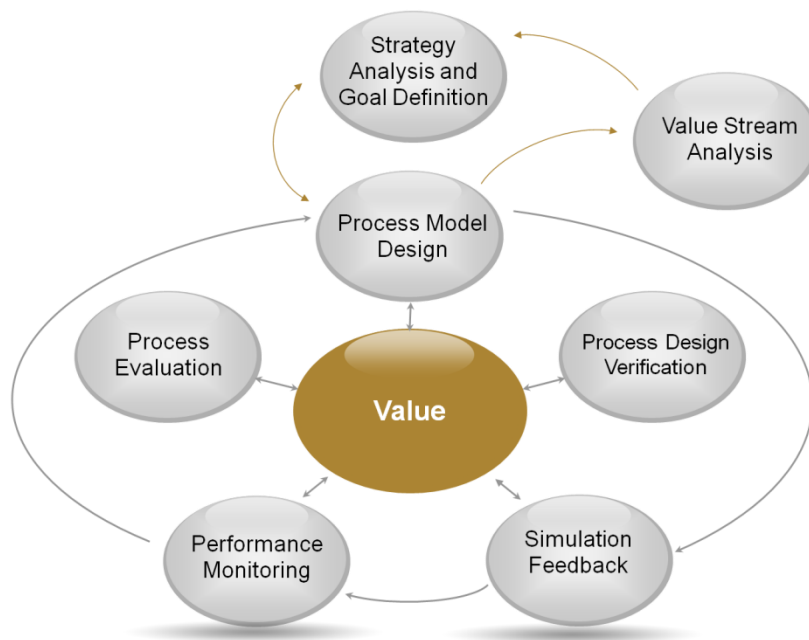 Strategy
Analysis and
Goal Definition
Value Stream
Analysis
Process Model
Design
Process
Evaluation
Process Design
Verification
Value
Performance
Monitoring
Simulation
Feedback